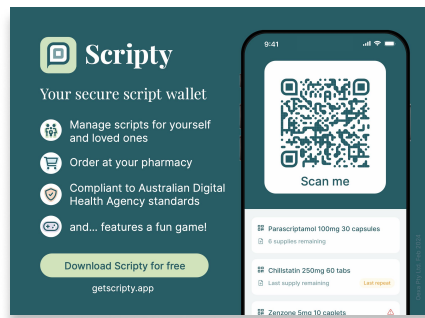 Scripty
Your secure script wallet
Manage scripts for yourself
and loved ones
Order at your pharmacy
Compliant to Australian Digital
Health Agency standards
and... features a fun game!
Download Scripty for free
getscripty.app
9:41
Scan me
Parascriptamol 100mg 30 capsules
6 supplies remaining
Chillstatin 250mg 60 tabs
Last supply remaining
Last repeat
Zenzone 5mg 10 caplets